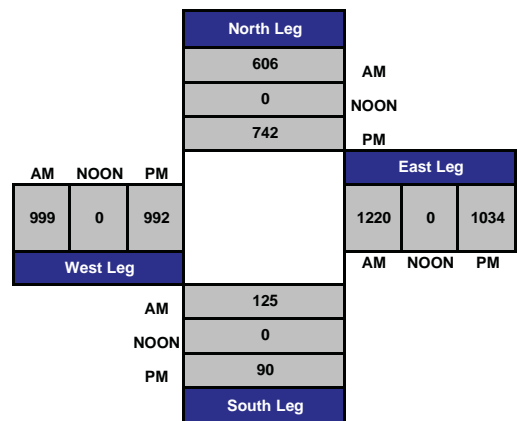 North Leg
606 AM
0 NOON
742 PM
AM NOON PM
East Leg
999 0 992
1220 0 1034
West Leg
AM NOON PM
AM 125
NOON 0
PM 90
South Leg